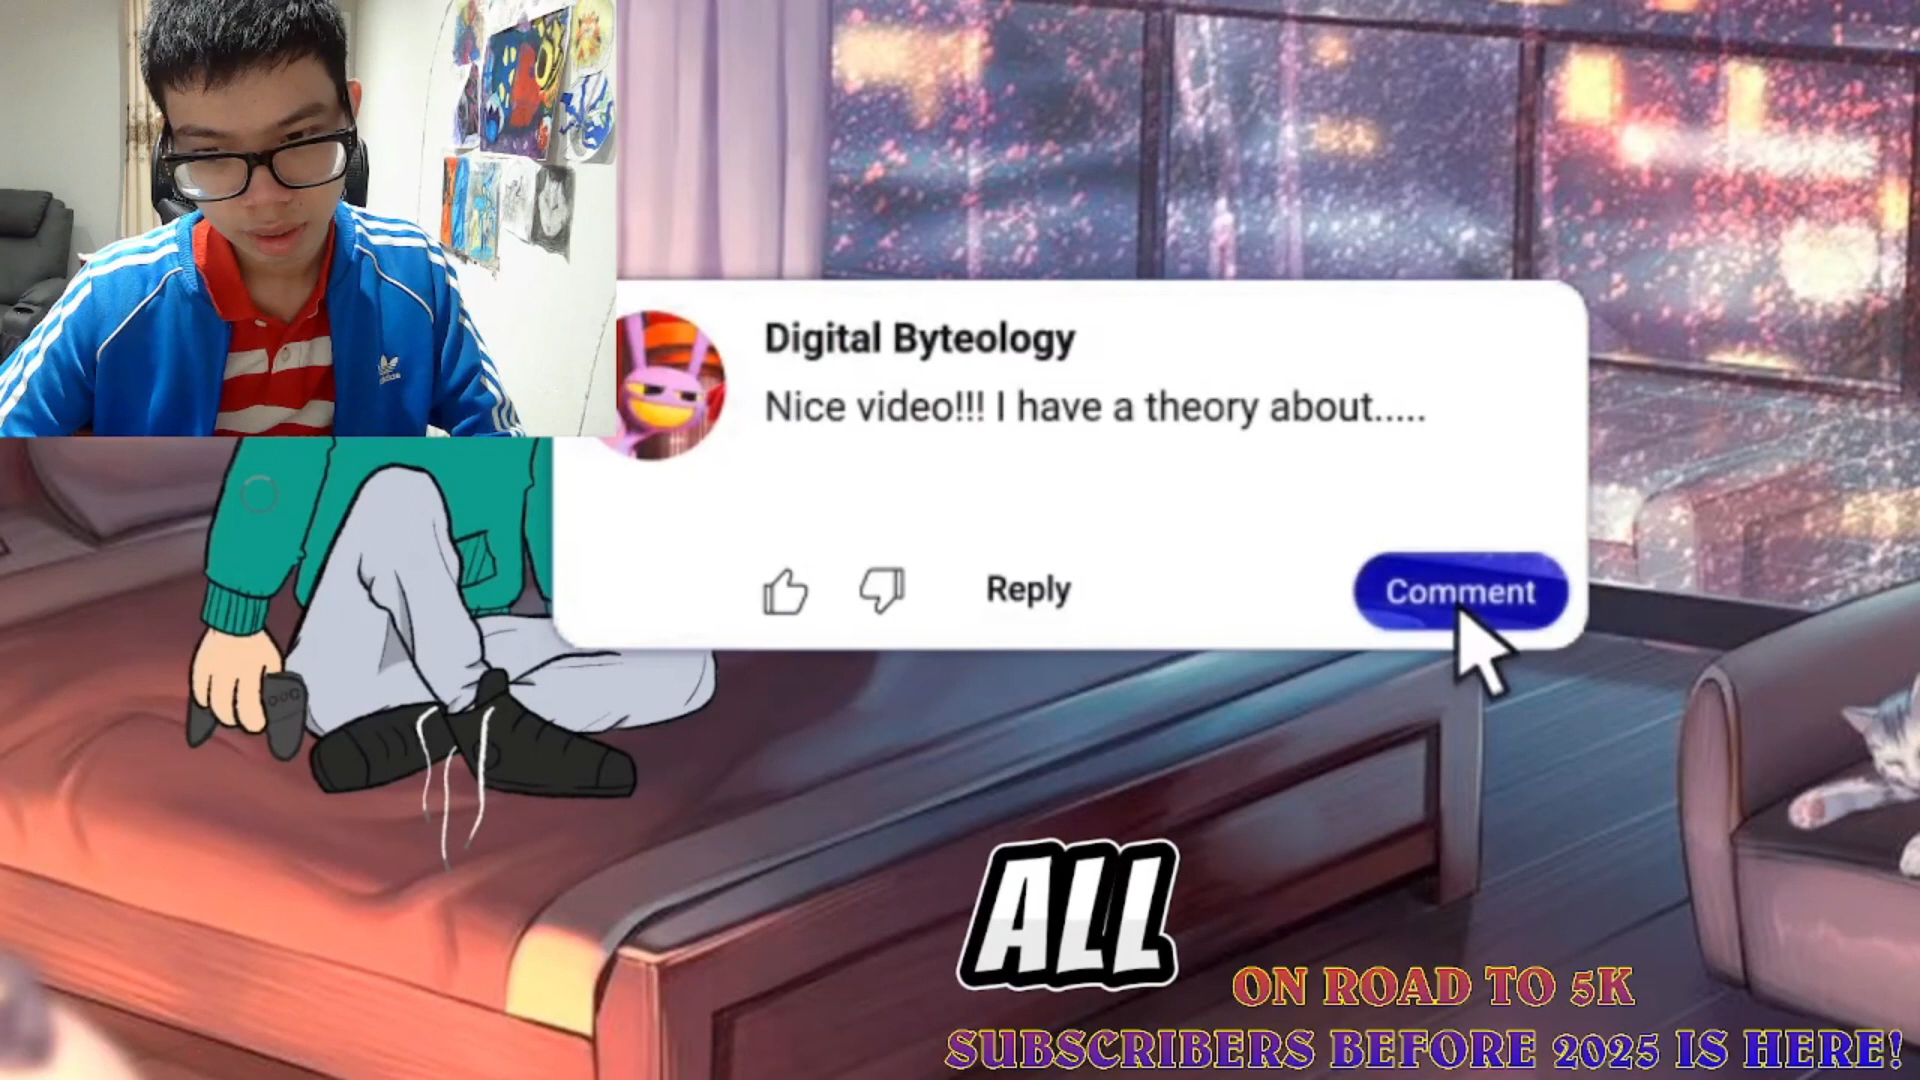 adidas
Digital Byteology
Nice video!!! I have a theory about.....
Reply
Comment
ALL
ON ROAD TO 5K
SUBSCRIBERS BEFORE 2025 IS HERE!